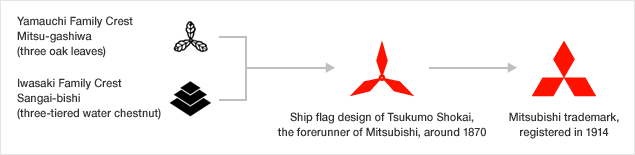 Yamauchi Family Crest
Mitsu-gashiwa
(three oak leaves)
Iwasaki Family Crest
Sangai-bishi
(three-tiered water chestnut)
Ship flag design of Tsukumo Shokai,
the forerunner of Mitsubishi, around 1870
Mitsubishi trademark,
registered in 1914